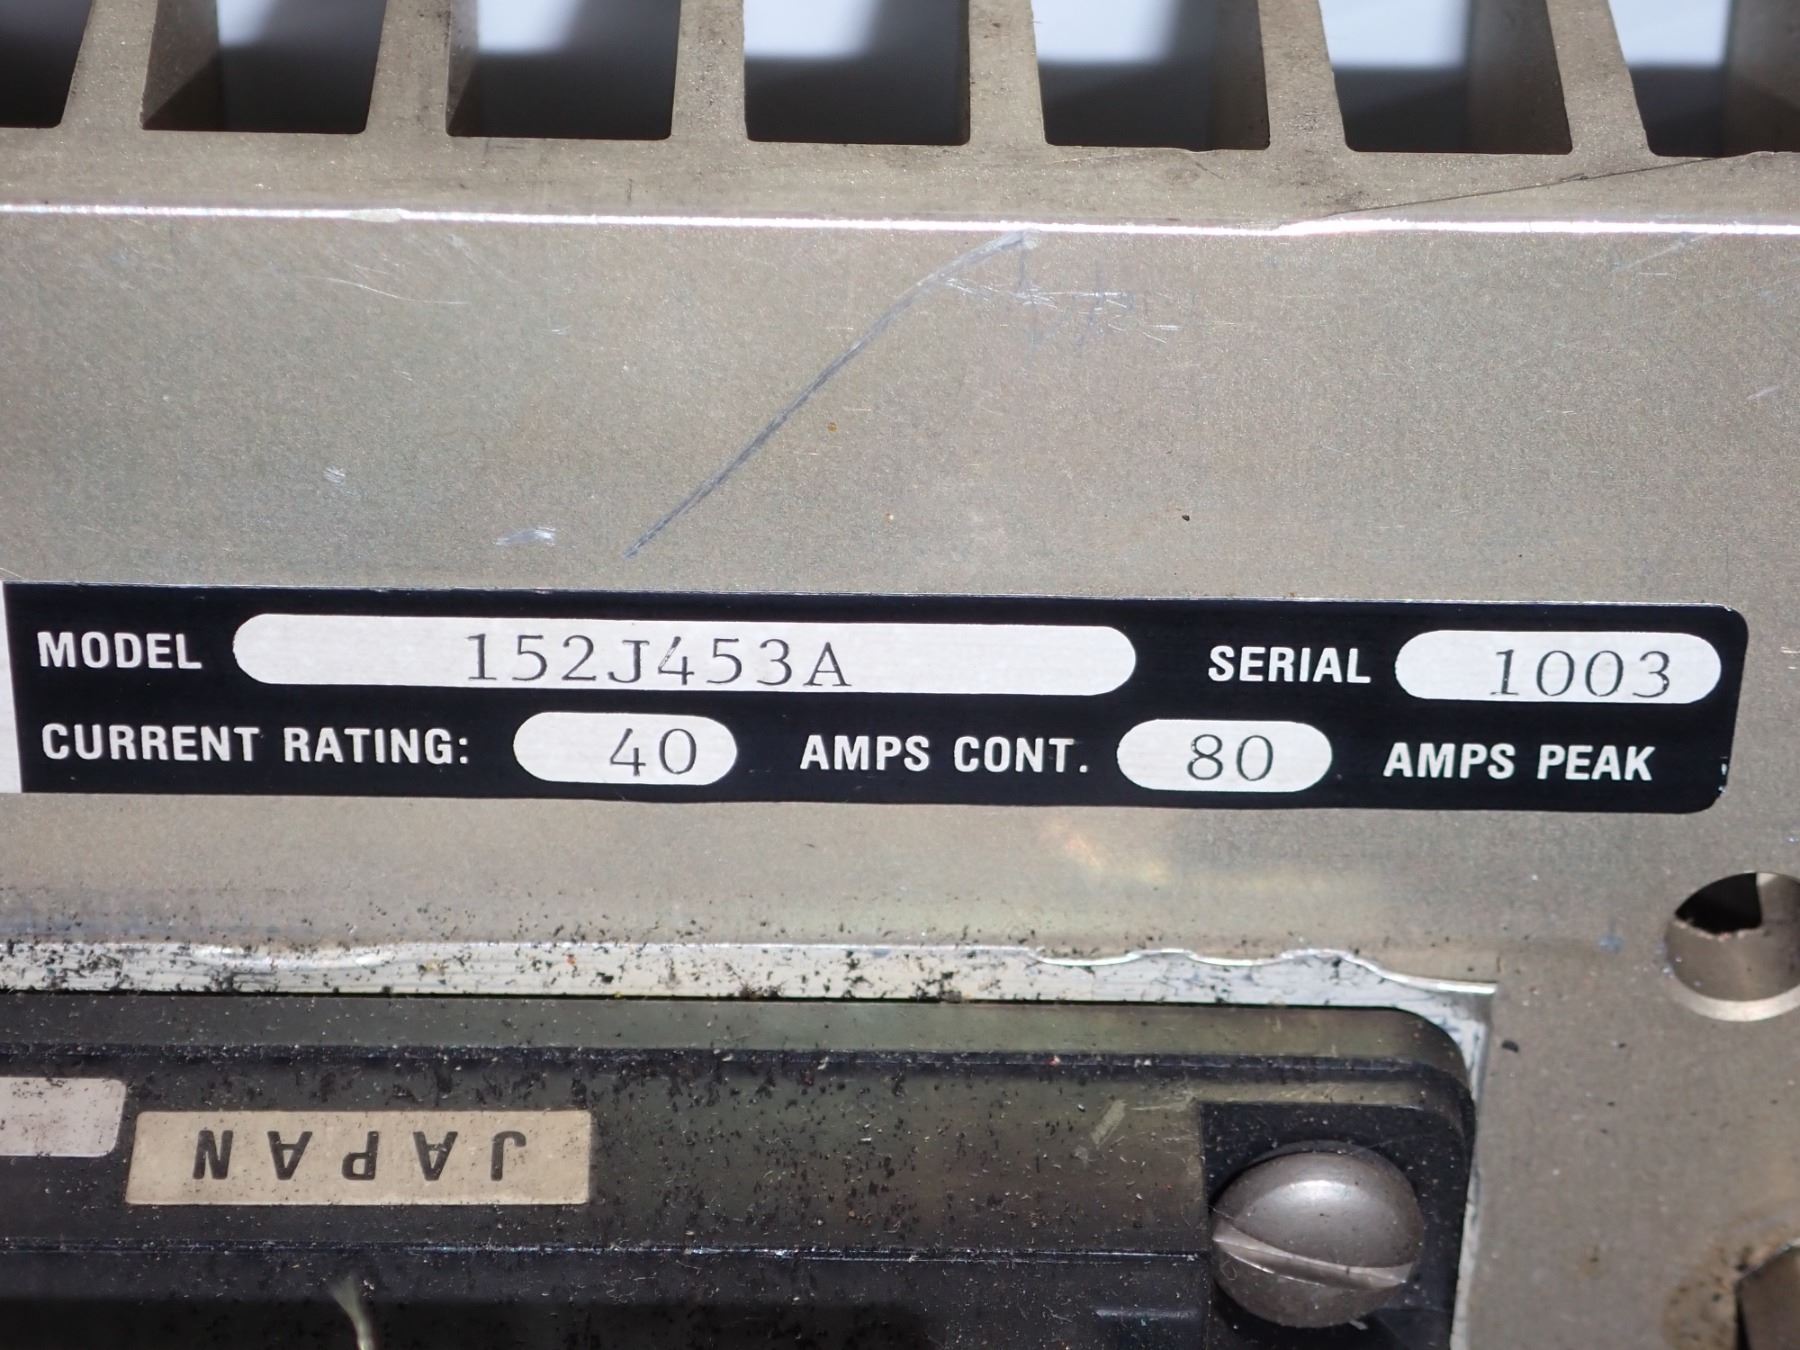 MODEL 152J453A SERIAL 1003
CURRENT RATING: 40 AMPS CONT. 80 AMPS PEAK
JAPAN